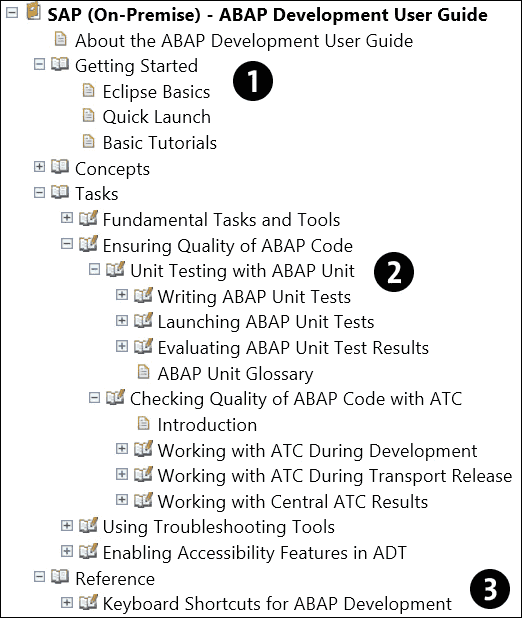 SAP (On-Premise) - ABAP Development User Guide
About the ABAP Development User Guide
Getting Started
1
Eclipse Basics
Quick Launch
Basic Tutorials
Concepts
Tasks
Fundamental Tasks and Tools
Ensuring Quality of ABAP Code
Unit Testing with ABAP Unit
2
Writing ABAP Unit Tests
Launching ABAP Unit Tests
Evaluating ABAP Unit Test Results
ABAP Unit Glossary
Checking Quality of ABAP Code with ATC
Introduction
Working with ATC During Development
Working with ATC During Transport Release
Working with Central ATC Results
Using Troubleshooting Tools
Enabling Accessibility Features in ADT
Reference
3
Keyboard Shortcuts for ABAP Development